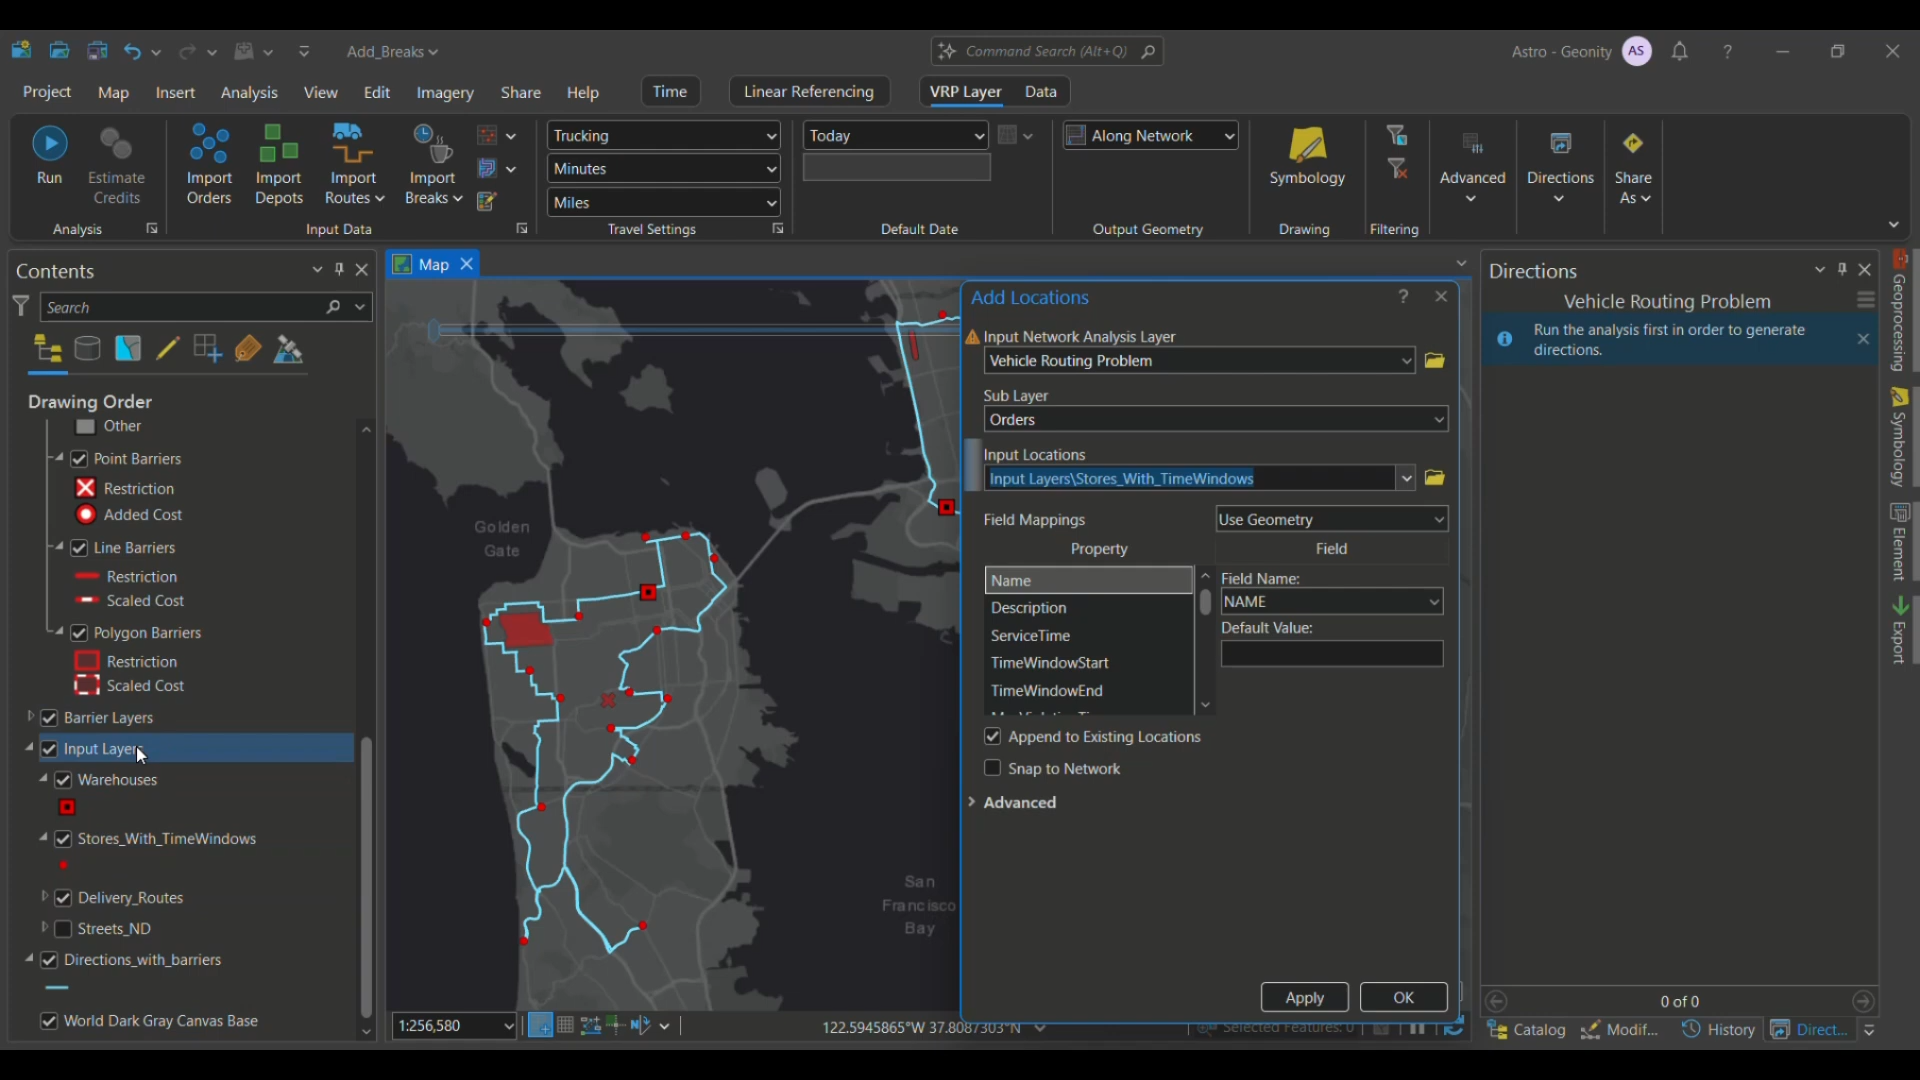 Add_Breaks
Command Search (Alt+Q)
Astro - Geonity
AS
?
Project
Map
Insert
Analysis
View
Edit
Imagery
Share
Help
Time
Linear Referencing
VRP Layer
Data
Run
Estimate
Credits
Analysis
Import
Orders
Import
Depots
Import
Routes
Import
Breaks
Input Data
Trucking
Minutes
Miles
Travel Settings
Today
Default Date
Along Network
Output Geometry
Symbology
Drawing
Filtering
Advanced
Directions
Share
As
Contents
Search
Drawing Order
Other
Point Barriers
Restriction
Added Cost
Line Barriers
Restriction
Scaled Cost
Polygon Barriers
Restriction
Scaled Cost
Barrier Layers
Input Layers
Warehouses
Stores_With_TimeWindows
Delivery_Routes
Streets_ND
Directions_with_barriers
World Dark Gray Canvas Base
Map
Golden
Gate
San
Francisco
Bay
1:256,580
122.5945865°W 37.8087303°N
Selected Features: 0
Add Locations
?
Input Network Analysis Layer
Vehicle Routing Problem
Sub Layer
Orders
Input Locations
Input Layers\Stores_With_TimeWindows
Field Mappings
Use Geometry
Property
Field
Name
Description
ServiceTime
TimeWindowStart
TimeWindowEnd
Field Name:
NAME
Default Value:
Append to Existing Locations
Snap to Network
Advanced
Apply
OK
Directions
Vehicle Routing Problem
Run the analysis first in order to generate
directions.
0 of 0
Catalog
Modif...
History
Direct...
Geoprocessing
Symbology
Element
Export